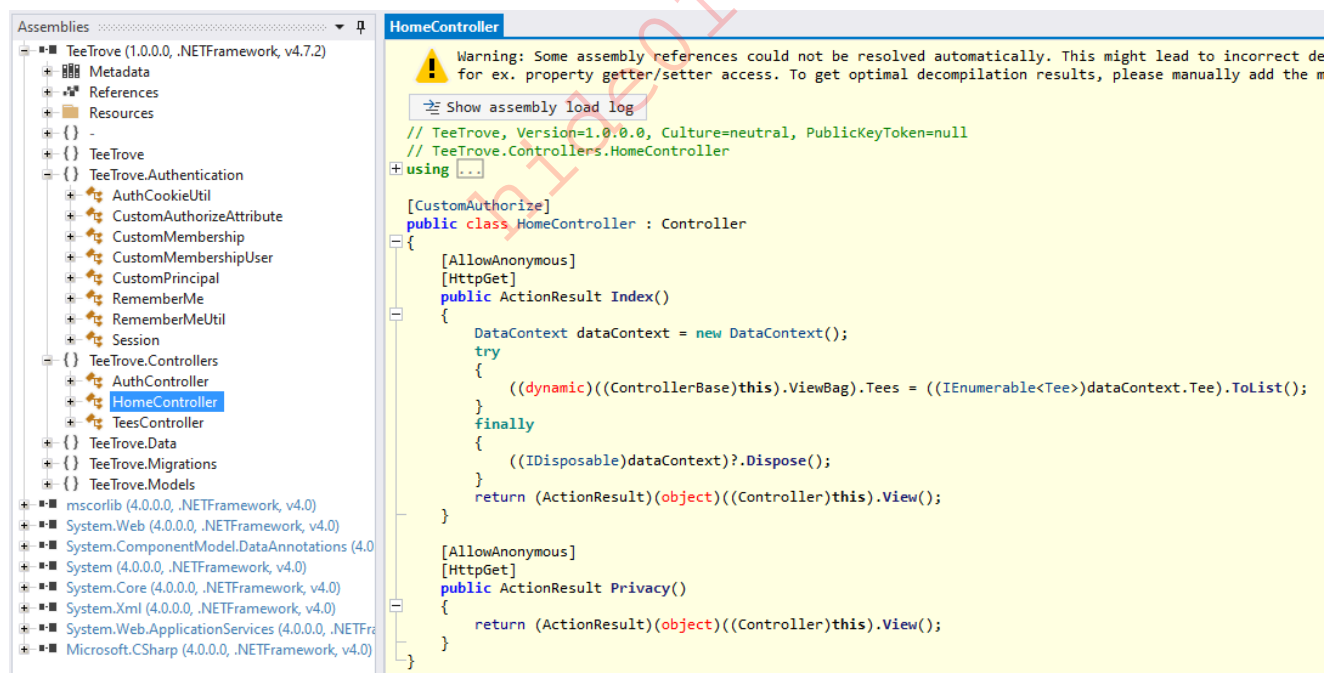 Assemblies
TeeTrove (1.0.0.0, .NETFramework, v4.7.2)
Metadata
References
Resources
{ } -
{ } TeeTrove
{ } TeeTrove.Authentication
AuthCookieUtil
CustomAuthorizeAttribute
CustomMembership
CustomMembershipUser
CustomPrincipal
RememberMe
RememberMeUtil
Session
{ } TeeTrove.Controllers
AuthController
HomeController
TeesController
{ } TeeTrove.Data
{ } TeeTrove.Migrations
{ } TeeTrove.Models
mscorlib (4.0.0.0, .NETFramework, v4.0)
System.Web (4.0.0.0, .NETFramework, v4.0)
System.ComponentModel.DataAnnotations (4.0
System (4.0.0.0, .NETFramework, v4.0)
System.Core (4.0.0.0, .NETFramework, v4.0)
System.Xml (4.0.0.0, .NETFramework, v4.0)
System.Web.ApplicationServices (4.0.0.0, .NETFra
Microsoft.CSharp (4.0.0.0, .NETFramework, v4.0)
HomeController
Warning: Some assembly references could not be resolved automatically. This might lead to incorrect de
for ex. property getter/setter access. To get optimal decompilation results, please manually add the m
Show assembly load log
// TeeTrove, Version=1.0.0.0, Culture=neutral, PublicKeyToken=null
// TeeTrove.Controllers.HomeController
using ...
[CustomAuthorize]
public class HomeController : Controller
{
[AllowAnonymous]
[HttpGet]
public ActionResult Index()
{
DataContext dataContext = new DataContext();
try
{
((dynamic)((ControllerBase)this).ViewBag).Tees = ((IEnumerable<Tee>)dataContext.Tee).ToList();
}
finally
{
((IDisposable)dataContext)?.Dispose();
}
return (ActionResult)(object)((Controller)this).View();
}
[AllowAnonymous]
[HttpGet]
public ActionResult Privacy()
{
return (ActionResult)(object)((Controller)this).View();
}
}
hide01